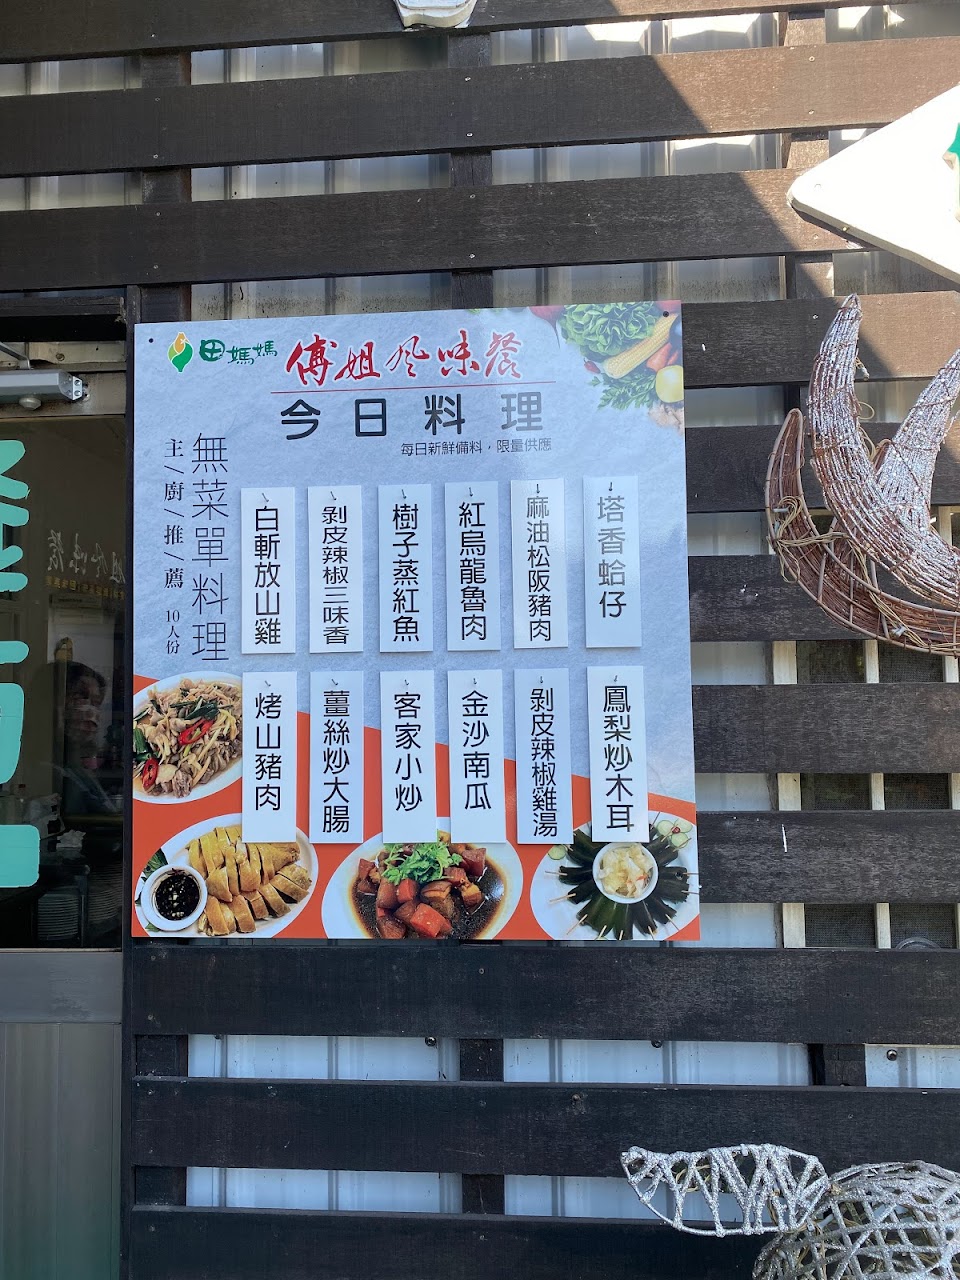 田媽媽
傅姐风味餐
今日料理
每日新鮮備料，限量供應
無菜單料理
主/廚/推/薦 10人份
白斬放山雞
剝皮辣椒三味香
樹子蒸紅魚
紅烏龍魯肉
麻油松阪豬肉
塔香蛤仔
烤山豬肉
薑絲炒大腸
客家小炒
金沙南瓜
剝皮辣椒雞湯
鳳梨炒木耳